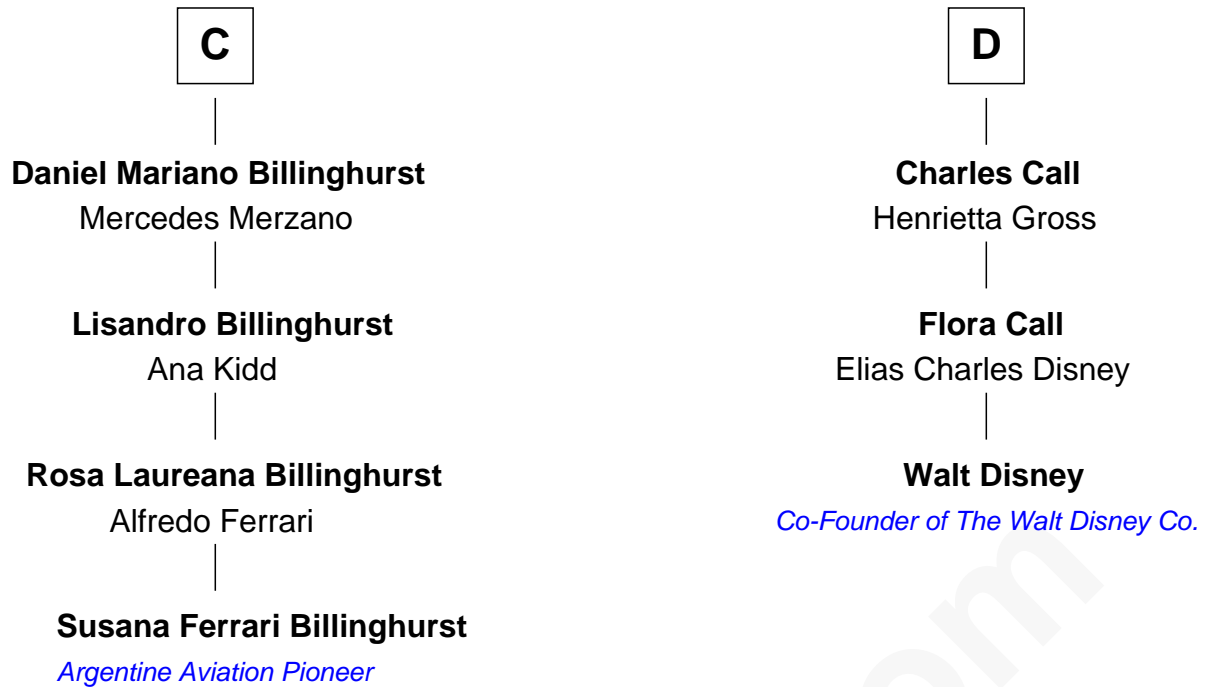 C
Daniel Mariano Billinghurst
Mercedes Merzano
Lisandro Billinghurst
Ana Kidd
Rosa Laureana Billinghurst
Alfredo Ferrari
Susana Ferrari Billinghurst
Argentine Aviation Pioneer
D
Charles Call
Henrietta Gross
Flora Call
Elias Charles Disney
Walt Disney
Co-Founder of The Walt Disney Co.
om